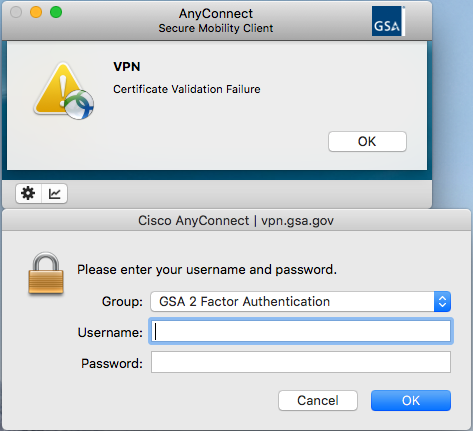 AnyConnect
Secure Mobility Client
GSA
VPN
Certificate Validation Failure
OK
Cisco AnyConnect | vpn.gsa.gov
Please enter your username and password.
Group: GSA 2 Factor Authentication
Username:
Password:
Cancel OK